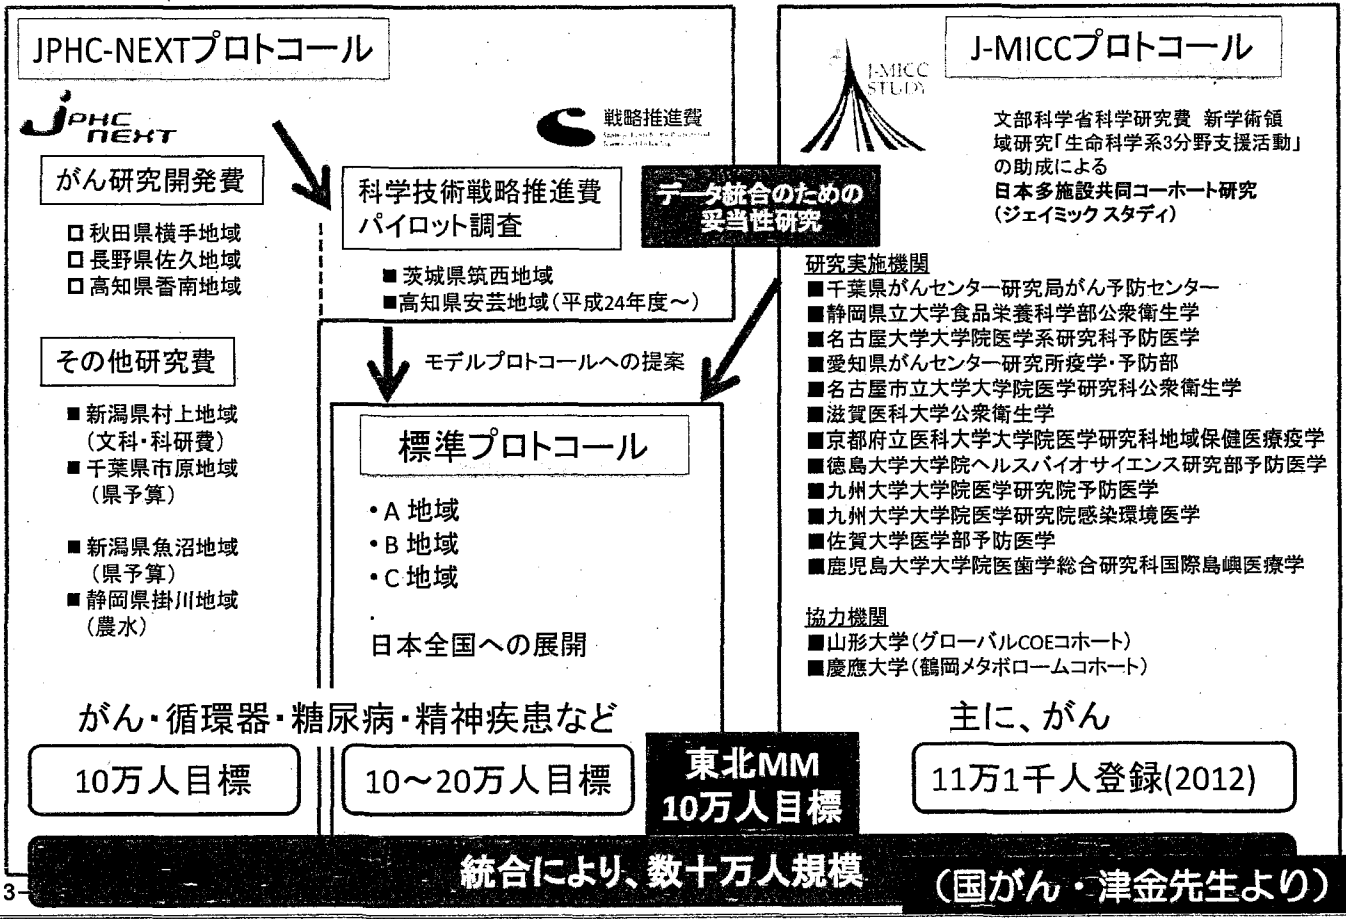 JPHC-NEXTプロトコール
JPHC
NEXT
戦略推進費
がん研究開発費
秋田県横手地域
長野県佐久地域
高知県香南地域
科学技術戦略推進費
パイロット調査
■茨城県筑西地域
■高知県安芸地域(平成24年度～)
データ統合のための
妥当性研究
その他研究費
■新潟県村上地域
(文科・科研費)
■千葉県市原地域
(県予算)
■新潟県魚沼地域
(県予算)
■静岡県掛川地域
(農水)
モデルプロトコールへの提案
標準プロトコール
・A 地域
・B 地域
・C 地域
.
日本全国への展開
がん・循環器・糖尿病・精神疾患など
10万人目標
10～20万人目標
J-MICCプロトコール
J-MICC
STUDY
文部科学省科学研究費 新学術領
域研究「生命科学系3分野支援活動」
の助成による
日本多施設共同コーホート研究
(ジェイミック スタディ)
研究実施機関
■千葉県がんセンター研究局がん予防センター
■静岡県立大学食品栄養科学部公衆衛生学
■名古屋大学大学院医学系研究科予防医学
■愛知県がんセンター研究所疫学・予防部
■名古屋市立大学大学院医学研究科公衆衛生学
■滋賀医科大学公衆衛生学
■京都府立医科大学大学院医学研究科地域保健医療疫学
■徳島大学大学院ヘルスバイオサイエンス研究部予防医学
■九州大学大学院医学研究院予防医学
■九州大学大学院医学研究院感染環境医学
■佐賀大学医学部予防医学
■鹿児島大学大学院医歯学総合研究科国際島嶼医療学
協力機関
■山形大学(グローバルCOEコホート)
■慶應大学(鶴岡メタボロームコホート)
主に、がん
11万1千人登録(2012)
東北MM
10万人目標
統合により、数十万人規模
(国がん・津金先生より)
3-